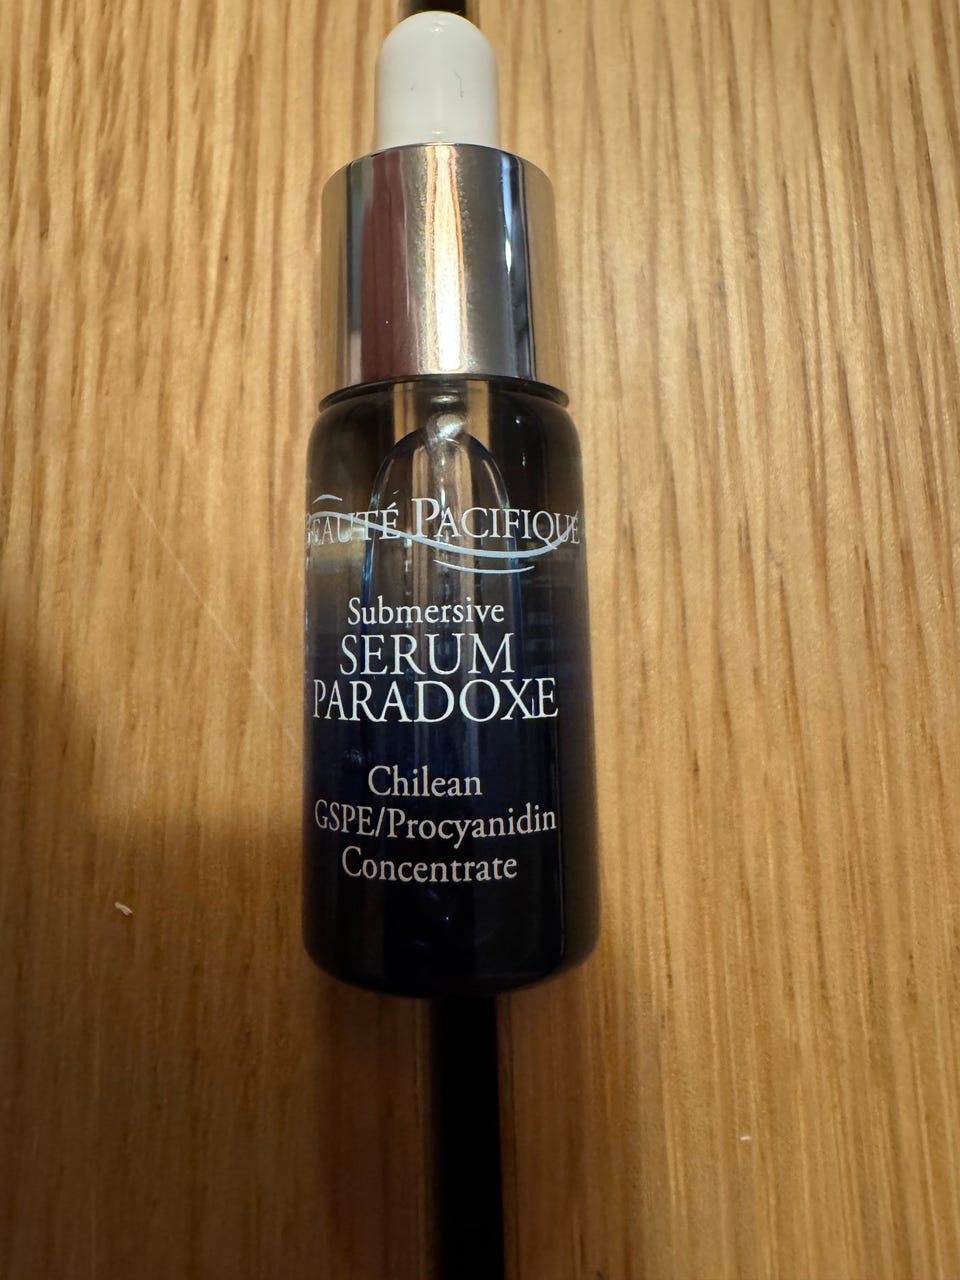 BEAUTÉ PACIFIQUE
Submersive
SERUM
PARADOXE
Chilean
GSPE/Procyanidin
Concentrate